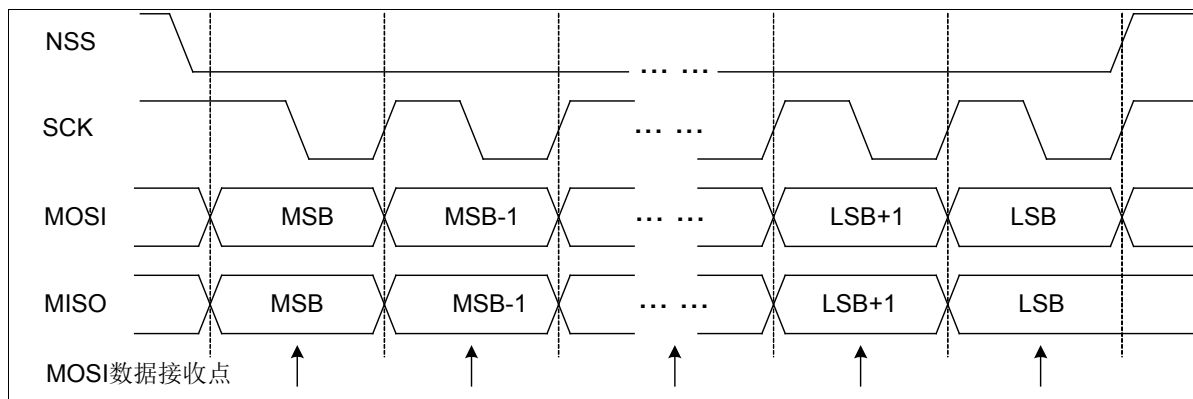 NSS
... ...
SCK
... ...
MOSI MSB MSB-1 ... ... LSB+1 LSB
MISO MSB MSB-1 ... ... LSB+1 LSB
MOSI数据接收点